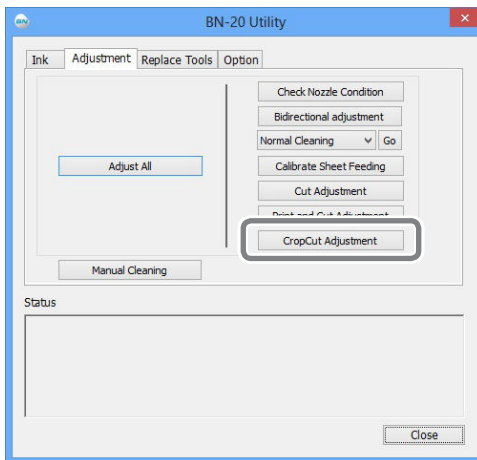 BN
BN-20 Utility
Ink Adjustment Replace Tools Option
Check Nozzle Condition
Bidirectional adjustment
Normal Cleaning Go
Adjust All
Calibrate Sheet Feeding
Cut Adjustment
Print and Cut Adjustment
CropCut Adjustment
Manual Cleaning
Status
Close